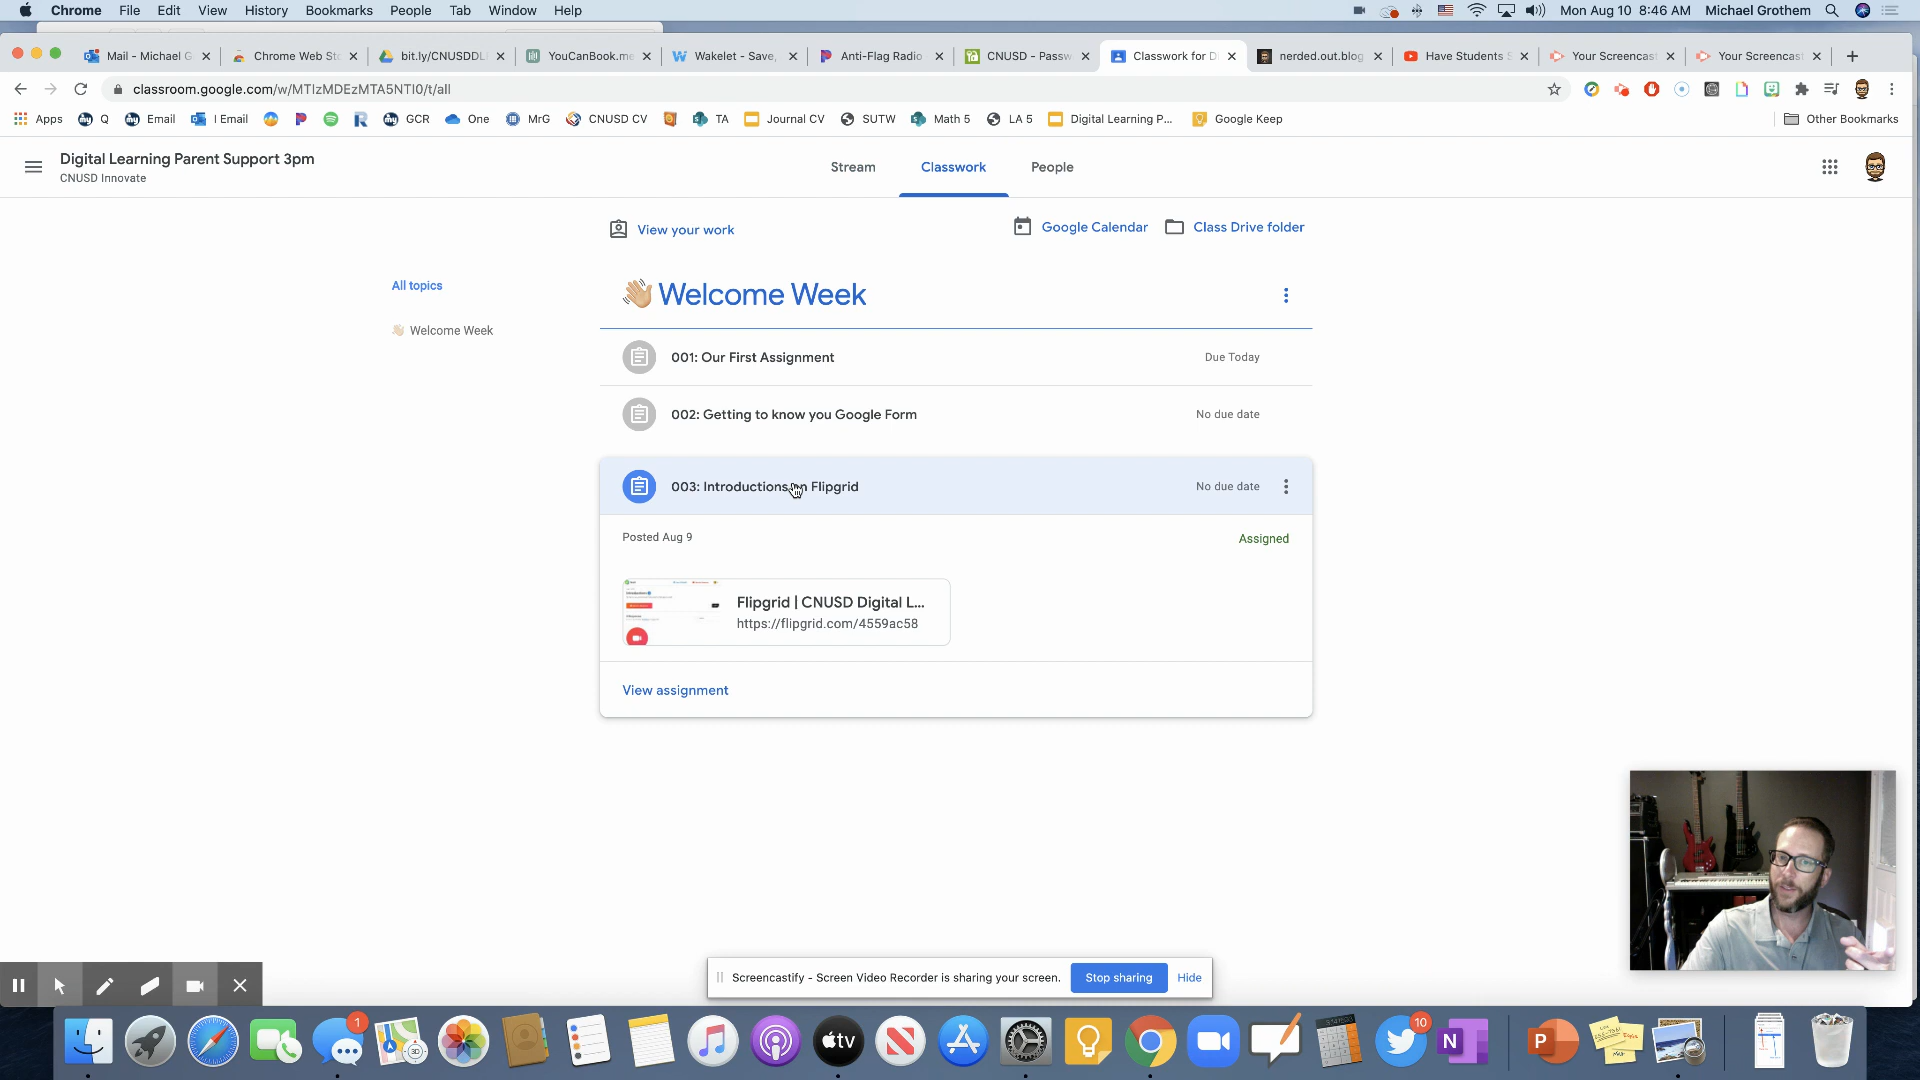 Chrome File Edit View History Bookmarks People Tab Window Help Mon Aug 10 8:46 AM Michael Grothem
Mail - Michael G Chrome Web Sto bit.ly/CNUSDDL YouCanBook.me Wakelet - Save, Anti-Flag Radio CNUSD - Passw Classwork for D nerded.out.blog Have Students S Your Screencast Your Screencast
classroom.google.com/w/MTIzMDEzMTA5NTI0/t/all
Apps Q Email I Email GCR One MrG CNUSD CV TA Journal CV SUTW Math 5 LA 5 Digital Learning P... Google Keep Other Bookmarks
Digital Learning Parent Support 3pm
CNUSD Innovate
Stream Classwork People
View your work Google Calendar Class Drive folder
All topics
Welcome Week
Welcome Week
001: Our First Assignment Due Today
002: Getting to know you Google Form No due date
003: Introductions on Flipgrid No due date
Posted Aug 9 Assigned
Flipgrid | CNUSD Digital L...
https://flipgrid.com/4559ac58
View assignment
Screencastify - Screen Video Recorder is sharing your screen. Stop sharing Hide
1
3D
tv
10
N
P